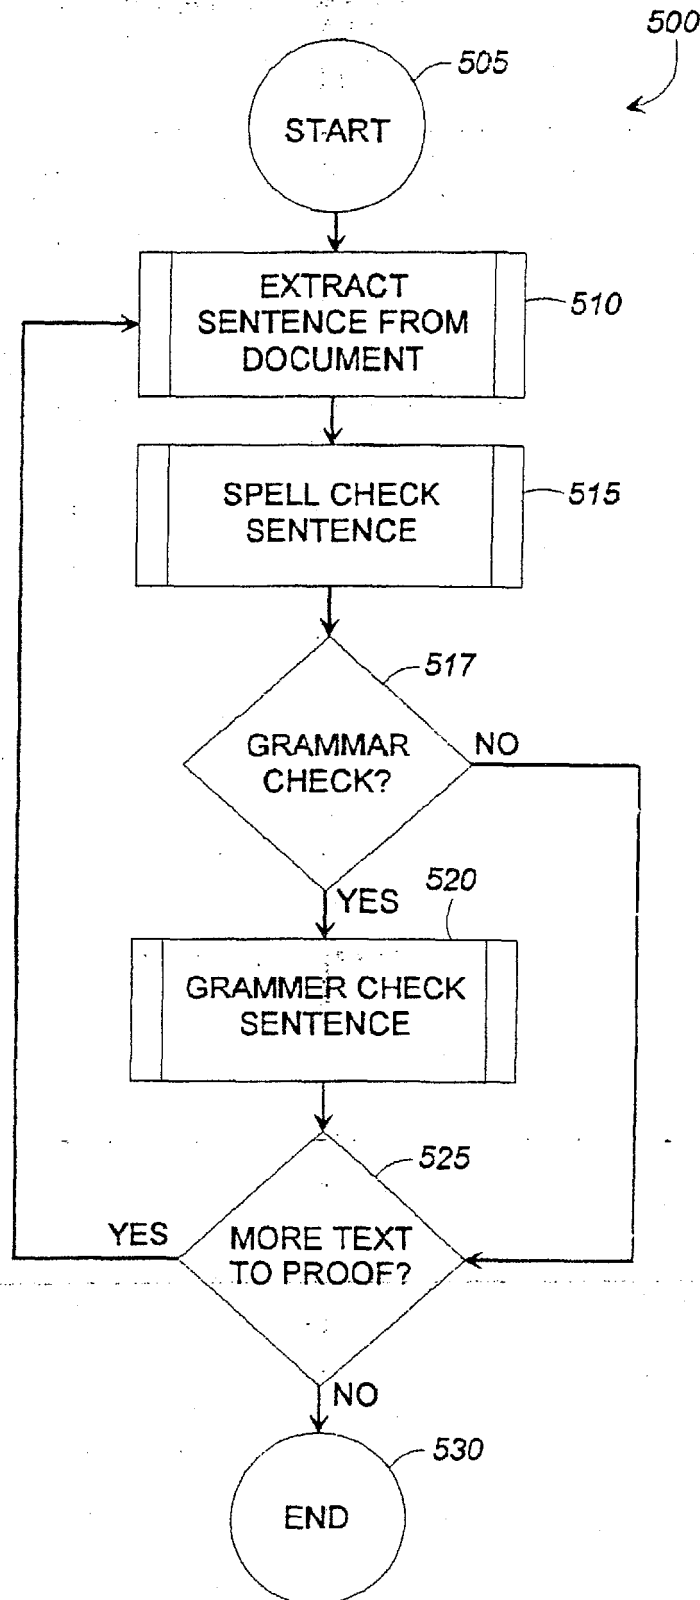 500
505
START
EXTRACT
SENTENCE FROM
DOCUMENT
510
SPELL CHECK
SENTENCE
515
517
GRAMMAR
CHECK?
NO
YES
520
GRAMMER CHECK
SENTENCE
525
YES
MORE TEXT
TO PROOF?
NO
530
END